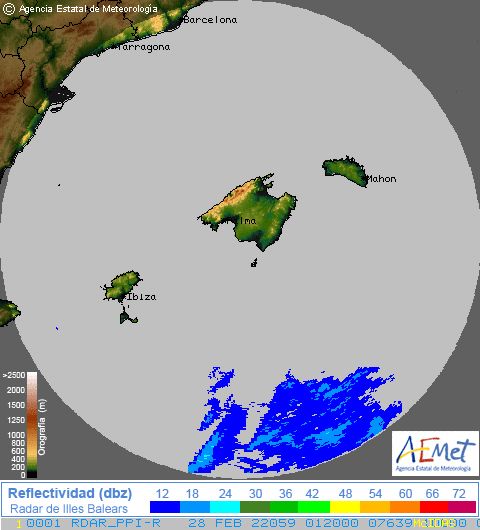 © Agencia Estatal de Meteorología
Barcelona
Tarragona
Mahon
lma
Ibiza
>2500
2000
1500
1000
800
600
400
200
0
Orografía (m)
AEMet
Agencia Estatal de Meteorología
Reflectividad (dbz)
Radar de Illes Balears
12 18 24 30 36 42 48 54 60 66 72
1 0001 RDAR_PPI-R 28 FEB 22059 012000 07639